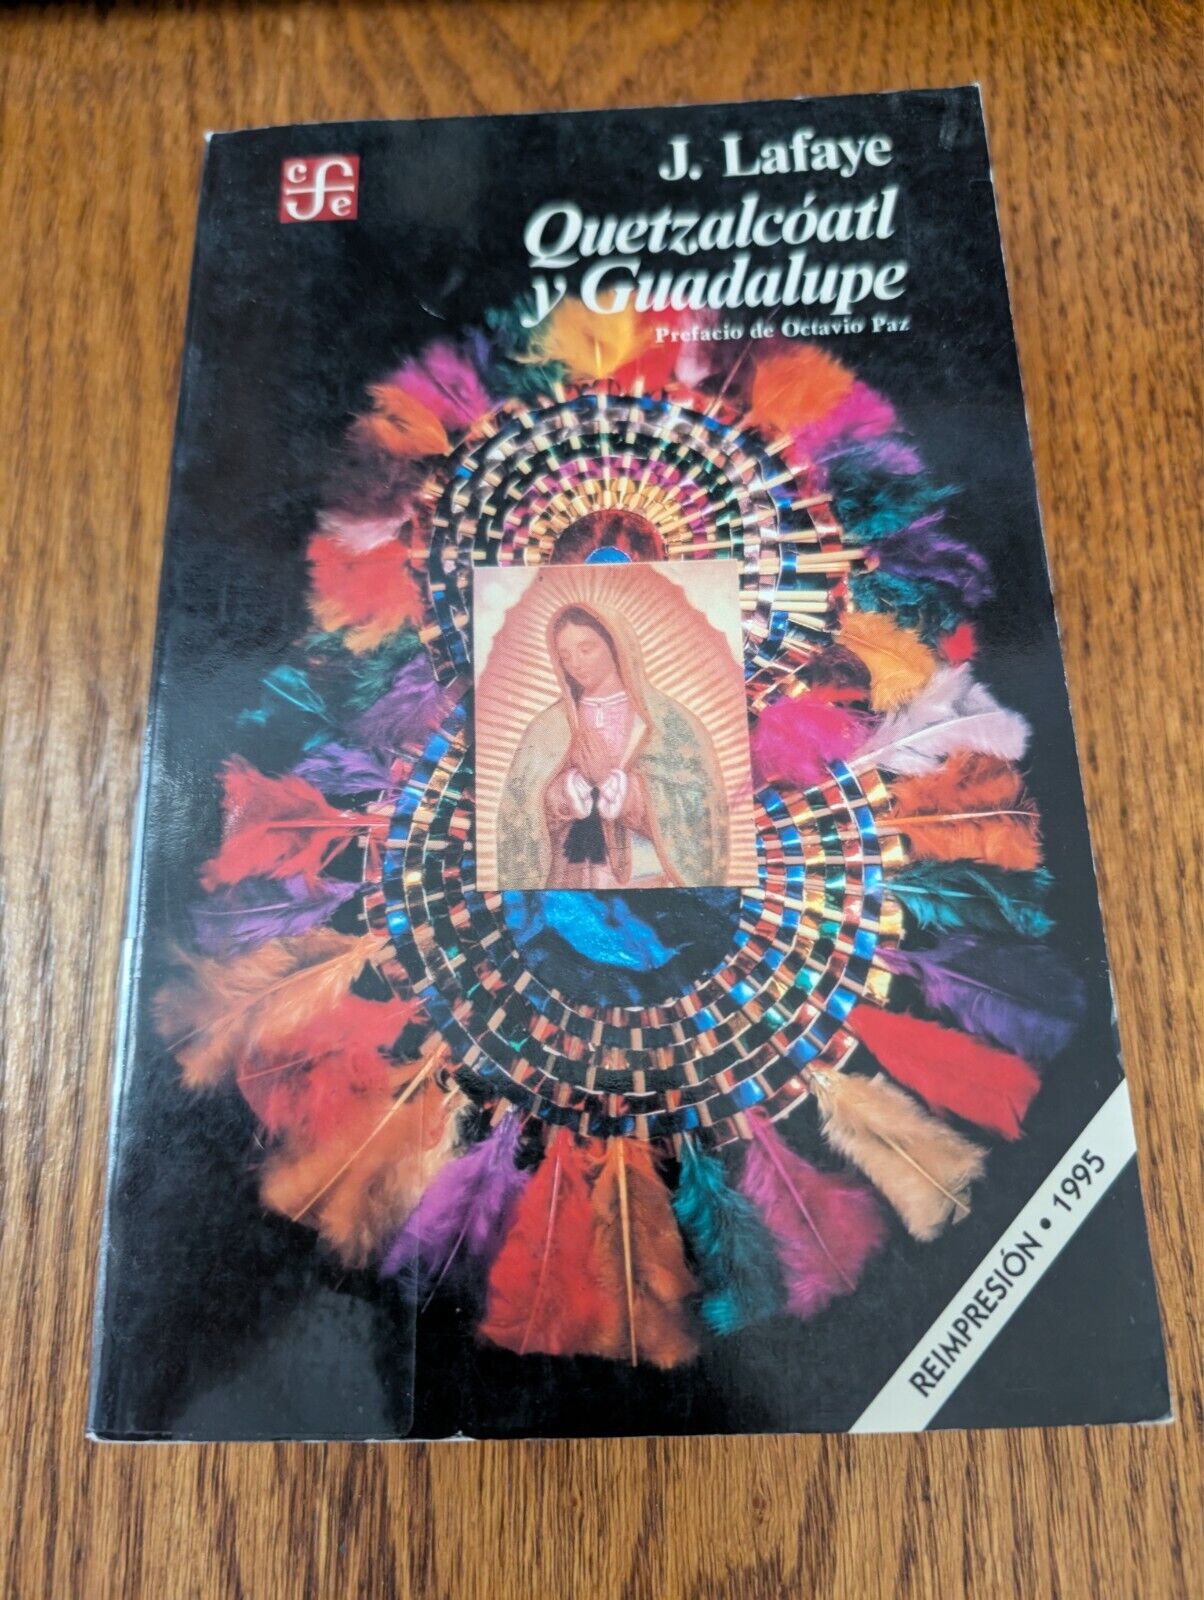 cfe
J. Lafaye
Quetzalcóatl
y Guadalupe
Prefacio de Octavio Paz
REIMPRESIÓN • 1995